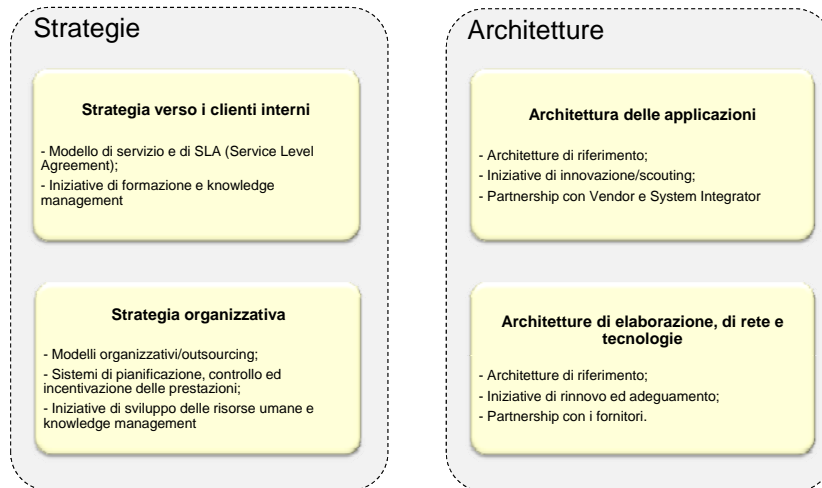 Strategie
Strategia verso i clienti interni
- Modello di servizio e di SLA (Service Level
Agreement);
- Iniziative di formazione e knowledge
management
Strategia organizzativa
- Modelli organizzativi/outsourcing;
- Sistemi di pianificazione, controllo ed
incentivazione delle prestazioni;
- Iniziative di sviluppo delle risorse umane e
knowledge management
Architetture
Architettura delle applicazioni
- Architetture di riferimento;
- Iniziative di innovazione/scouting;
- Partnership con Vendor e System Integrator
Architetture di elaborazione, di rete e
tecnologie
- Architetture di riferimento;
- Iniziative di rinnovo ed adeguamento;
- Partnership con i fornitori.